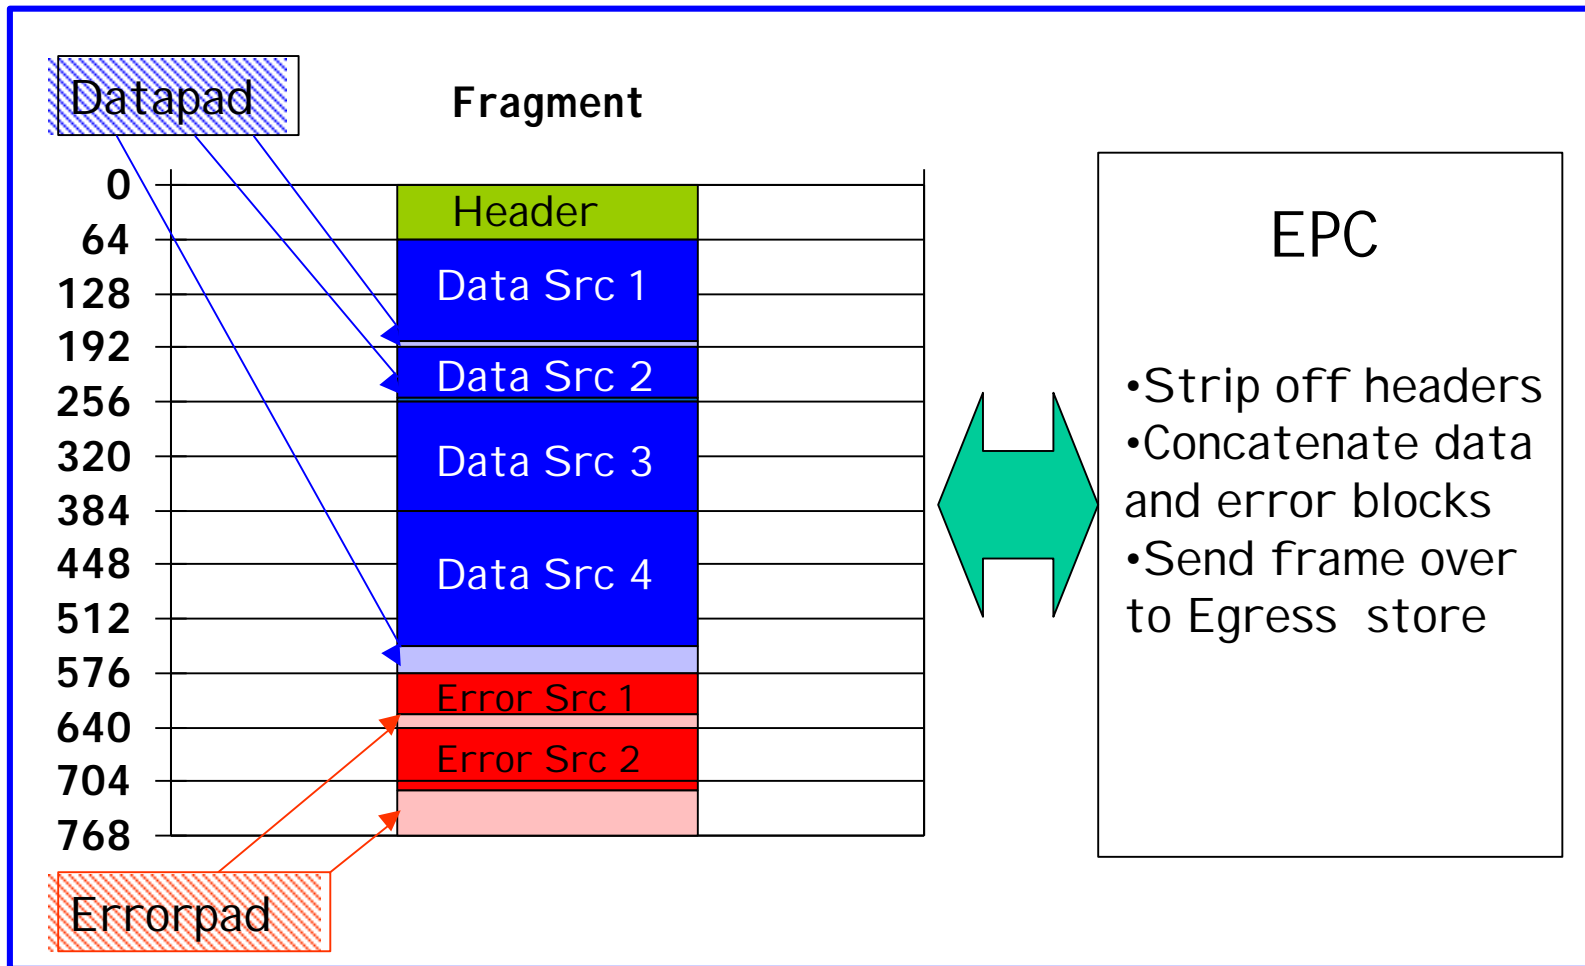 Datapad
Fragment
0
64
128
192
256
320
384
448
512
576
640
704
768
Header
Data Src 1
Data Src 2
Data Src 3
Data Src 4
Error Src 1
Error Src 2
Errorpad
EPC
•Strip off headers
•Concatenate data
and error blocks
•Send frame over
to Egress store